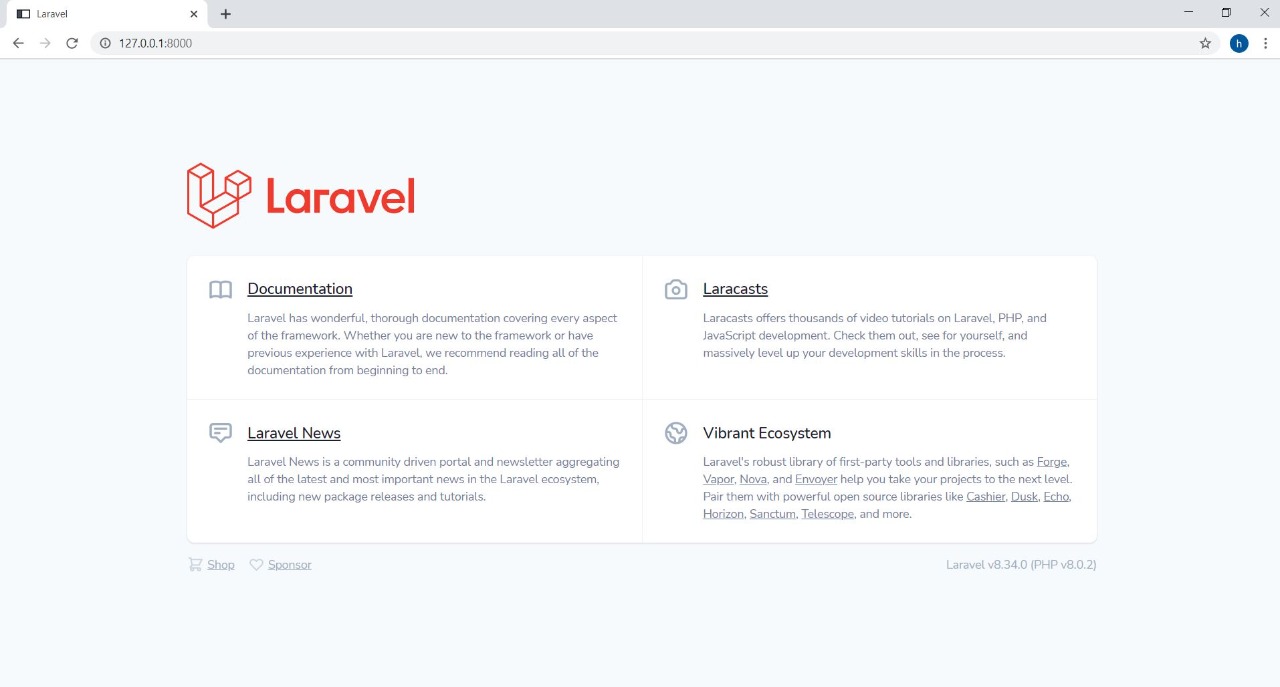 Laravel
127.0.0.1:8000
h
Laravel
Documentation
Laravel has wonderful, thorough documentation covering every aspect
of the framework. Whether you are new to the framework or have
previous experience with Laravel, we recommend reading all of the
documentation from beginning to end.
Laracasts
Laracasts offers thousands of video tutorials on Laravel, PHP, and
JavaScript development. Check them out, see for yourself, and
massively level up your development skills in the process.
Laravel News
Laravel News is a community driven portal and newsletter aggregating
all of the latest and most important news in the Laravel ecosystem,
including new package releases and tutorials.
Vibrant Ecosystem
Laravel's robust library of first-party tools and libraries, such as Forge,
Vapor, Nova, and Envoyer help you take your projects to the next level.
Pair them with powerful open source libraries like Cashier, Dusk, Echo,
Horizon, Sanctum, Telescope, and more.
Shop Sponsor
Laravel v8.34.0 (PHP v8.0.2)